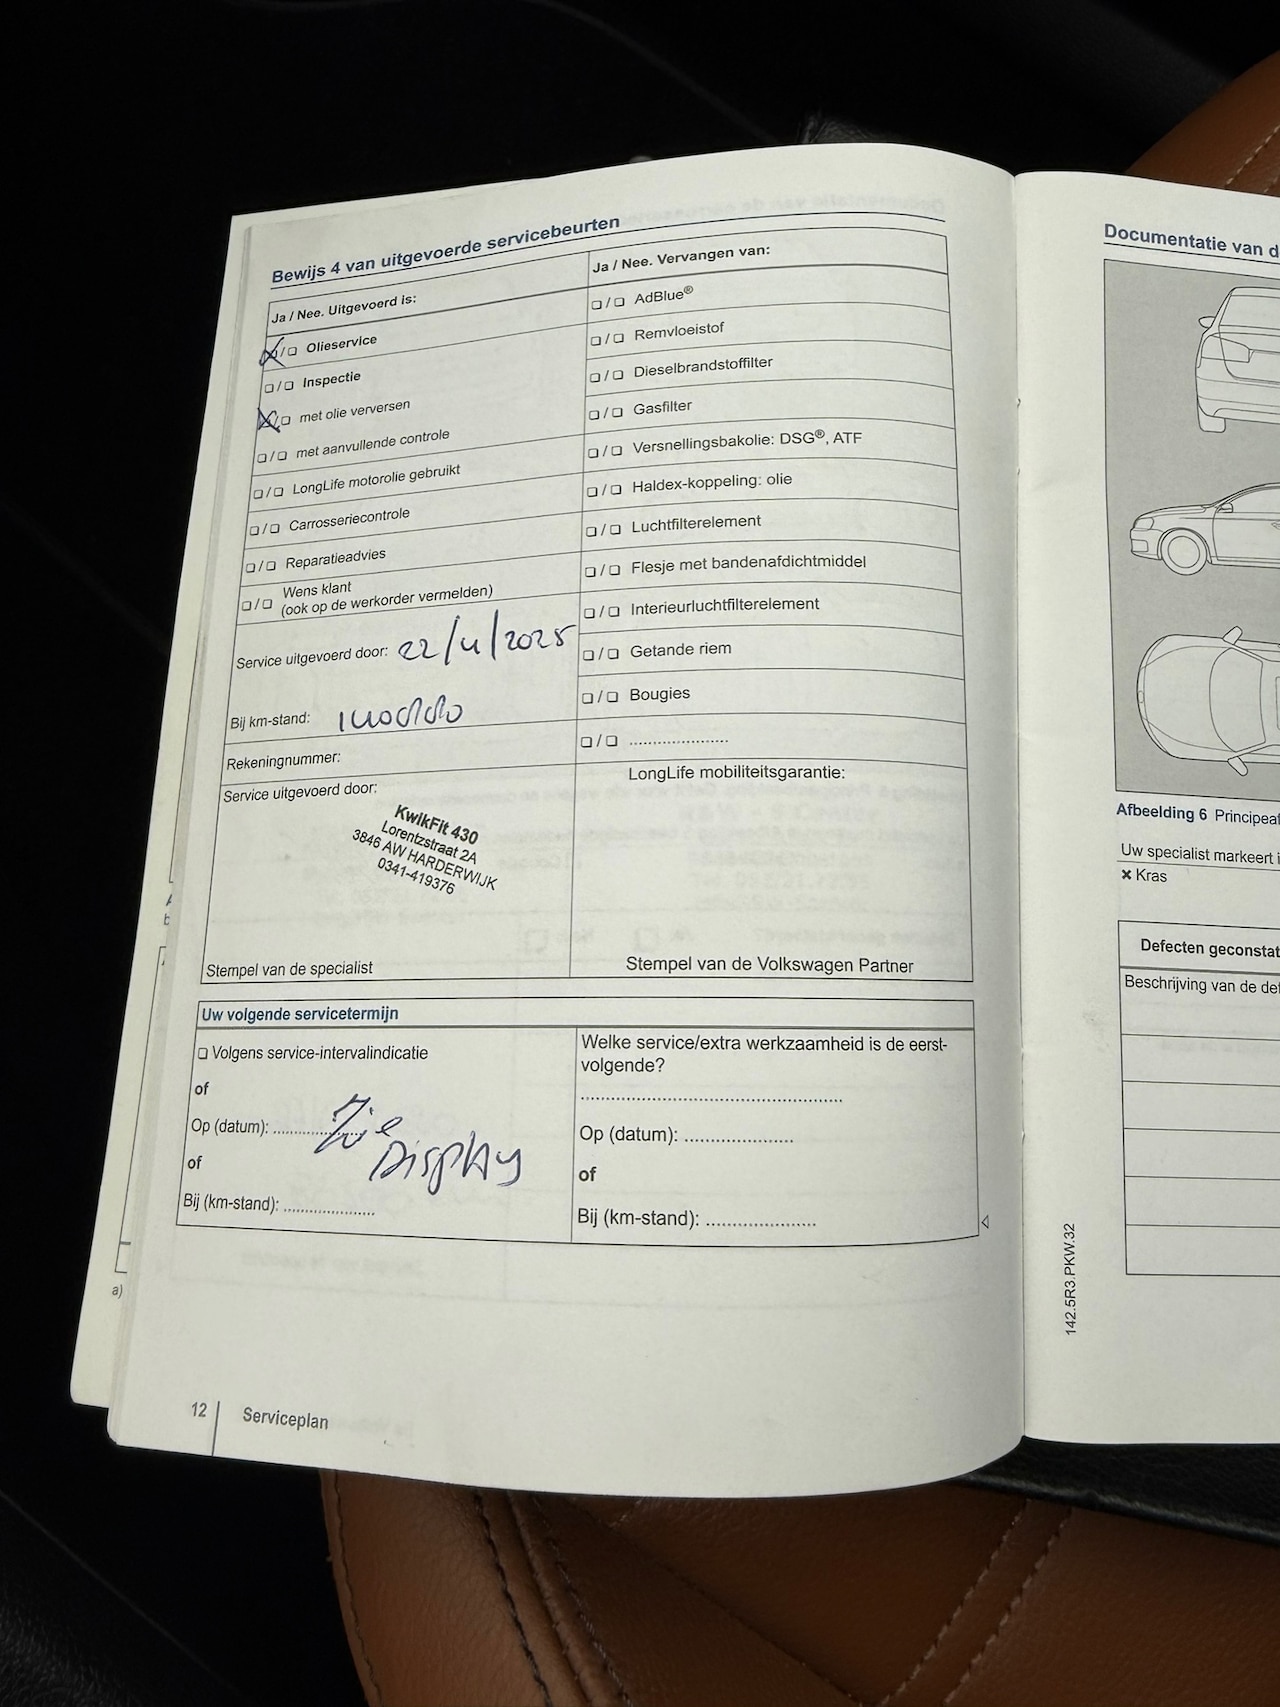 Bewijs 4 van uitgevoerde servicebeurten
Ja / Nee. Uitgevoerd is:
Olieservice
Inspectie
met olie verversen
met aanvullende controle
LongLife motorolie gebruikt
Carrosseriecontrole
Reparatieadvies
Wens klant
(ook op de werkorder vermelden)
Service uitgevoerd door:
Bij km-stand:
Rekeningnummer:
Service uitgevoerd door:
KwikFit 430
Lorentzstraat 2A
3846 AW HARDERWIJK
0341-419376
Stempel van de specialist
Ja / Nee. Vervangen van:
AdBlue®
Remvloeistof
Dieselbrandstoffilter
Gasfilter
Versnellingsbakolie: DSG®, ATF
Haldex-koppeling: olie
Luchtfilterelement
Flesje met bandenafdichtmiddel
Interieurluchtfilterelement
Getande riem
Bougies
LongLife mobiliteitsgarantie:
Stempel van de Volkswagen Partner
Uw volgende servicetermijn
Volgens service-intervalindicatie
of
Op (datum): Zie
Display
of
Bij (km-stand):
Welke service/extra werkzaamheid is de eerst-
volgende?
Op (datum):
of
Bij (km-stand):
12 Serviceplan
a)
142.5R3.PKW.32
Documentatie van
Afbeelding 6
Uw specialist markeert
× Kras
Defecten
Beschrijving van de